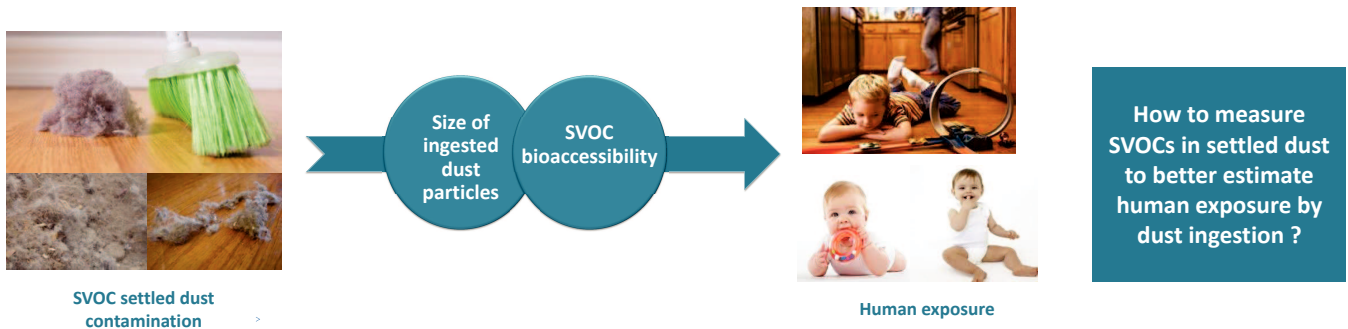 SVOC settled dust
contamination
>
Size of
ingested
dust
particles
SVOC
bioaccessibility
Human exposure
How to measure
SVOCs in settled dust
to better estimate
human exposure by
dust ingestion ?